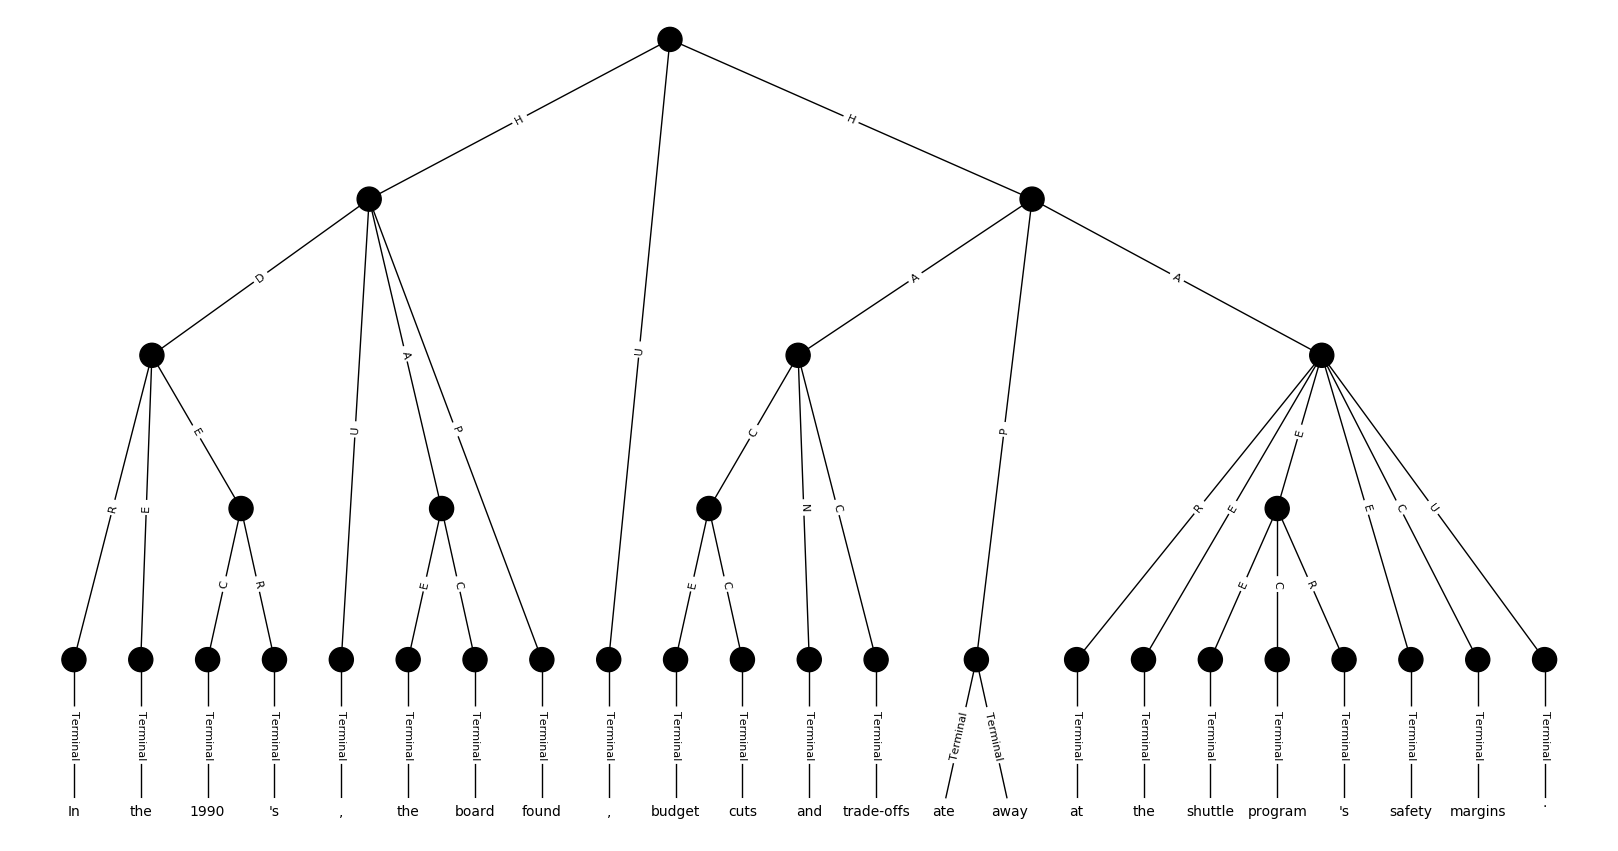 H H
U
D A A
U A P P
E C E
R E N C R E E C U
C R E C E C E C R
Terminal Terminal Terminal Terminal Terminal Terminal Terminal Terminal Terminal Terminal Terminal Terminal Terminal Terminal Terminal Terminal Terminal Terminal Terminal Terminal Terminal Terminal Terminal
In the 1990 's , the board found , budget cuts and trade-offs ate away at the shuttle program 's safety margins .